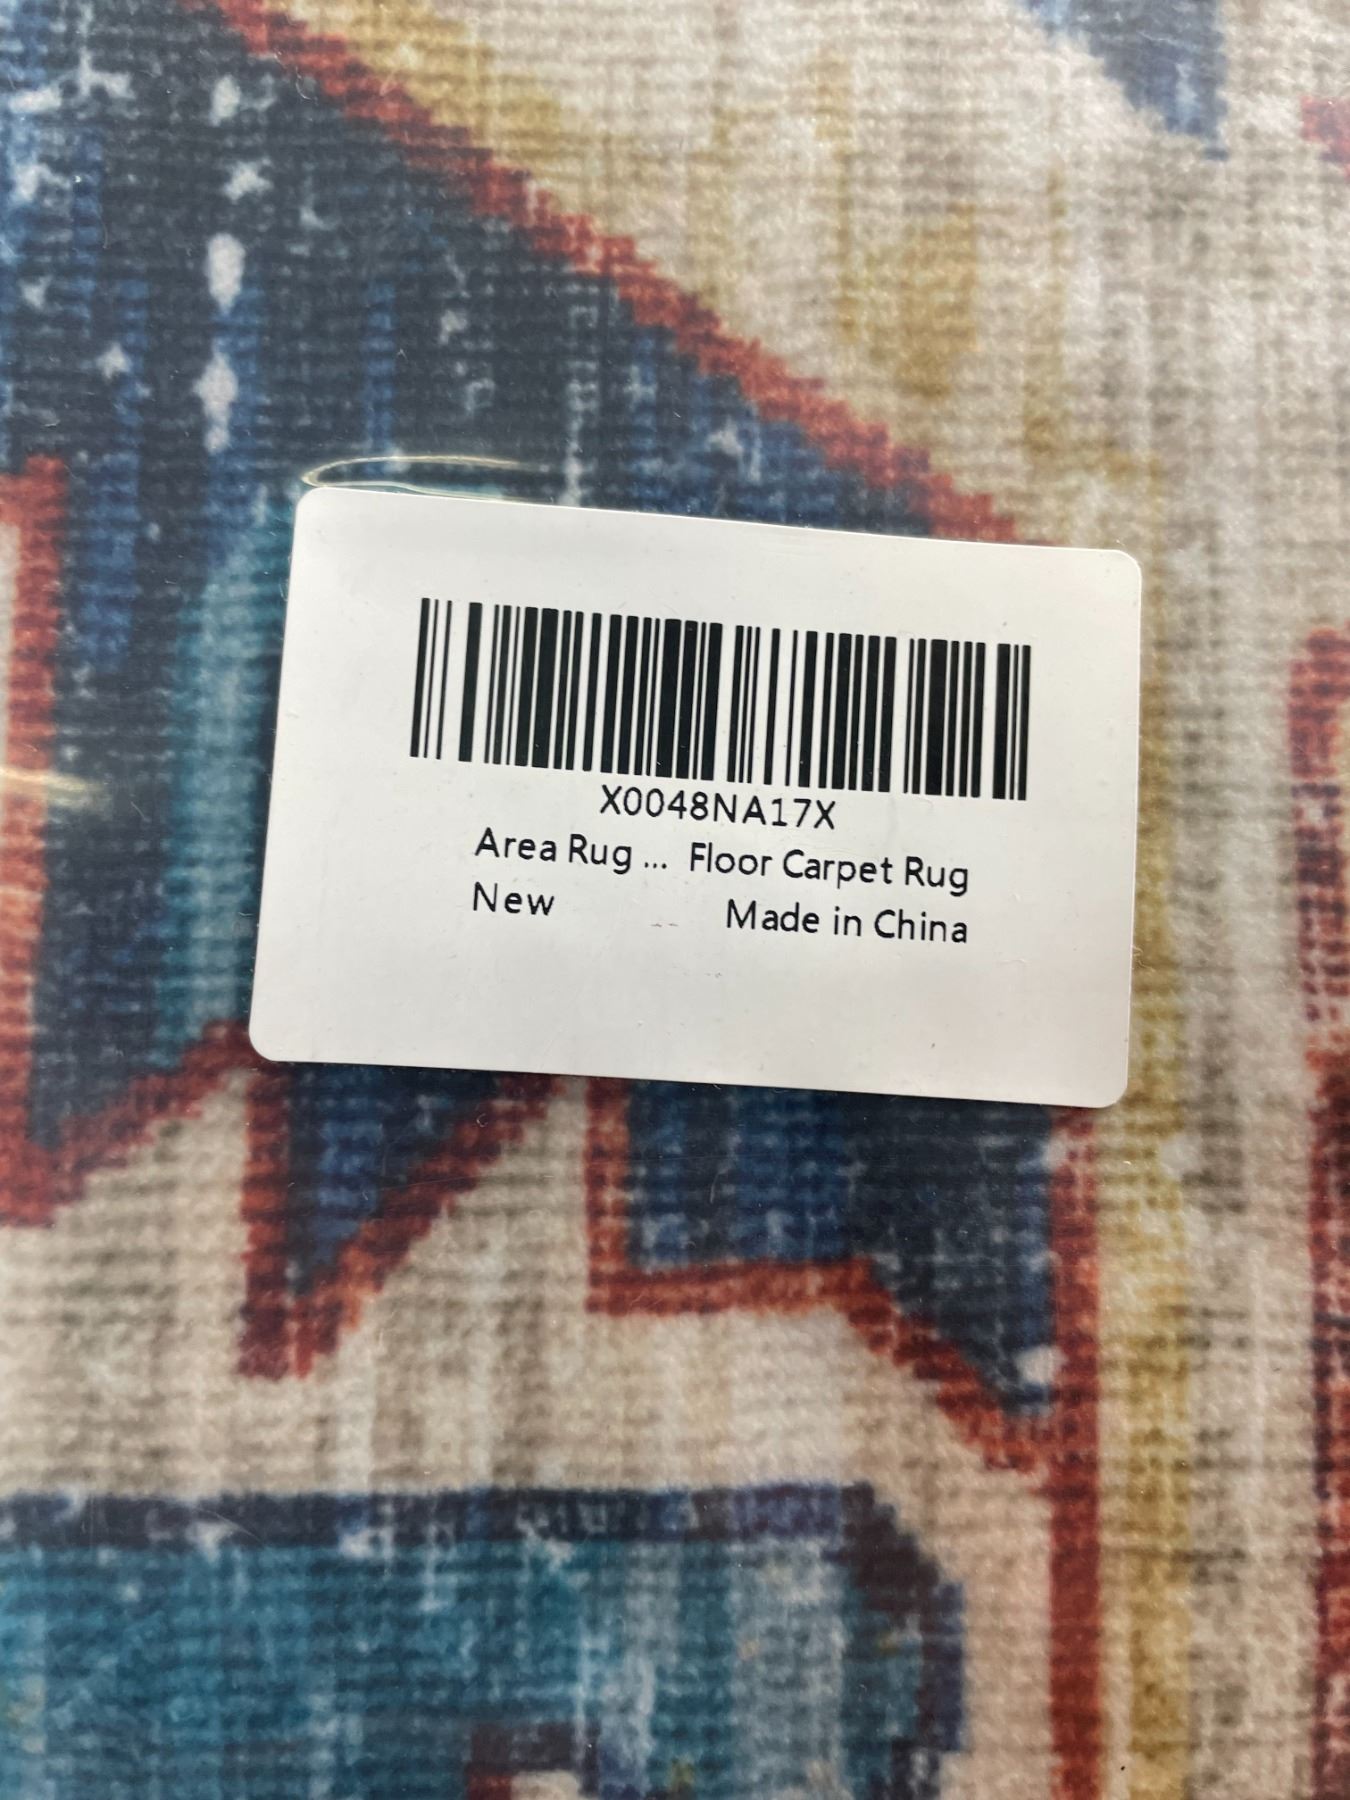 X0048NA17X
Area Rug ... Floor Carpet Rug
New Made in China